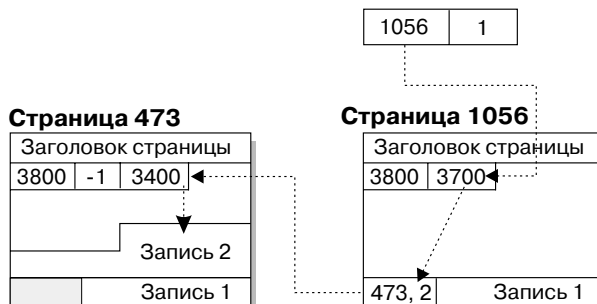 1056 1
Страница 473
Заголовок страницы
3800 -1 3400
Запись 2
Запись 1
Страница 1056
Заголовок страницы
3800 3700
473, 2 Запись 1